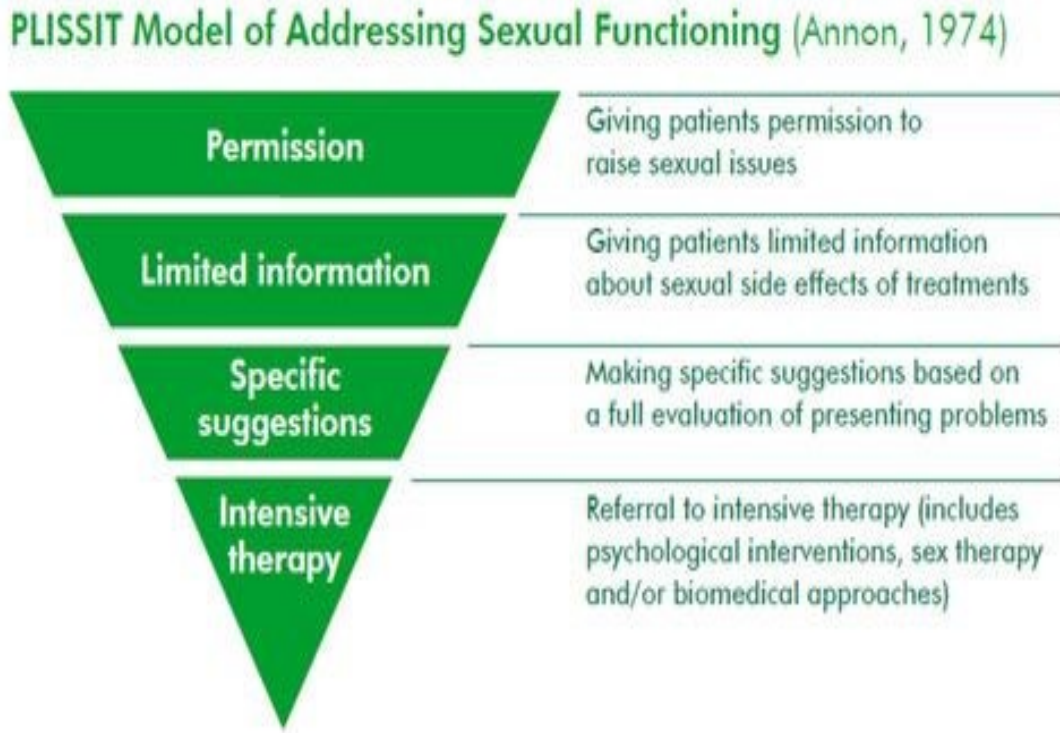 PLISSIT Model of Addressing Sexual Functioning (Annon, 1974)
Permission
Giving patients permission to
raise sexual issues
Limited information
Giving patients limited information
about sexual side effects of treatments
Specific
suggestions
Making specific suggestions based on
a full evaluation of presenting problems
Intensive
therapy
Referral to intensive therapy (includes
psychological interventions, sex therapy
and/or biomedical approaches)